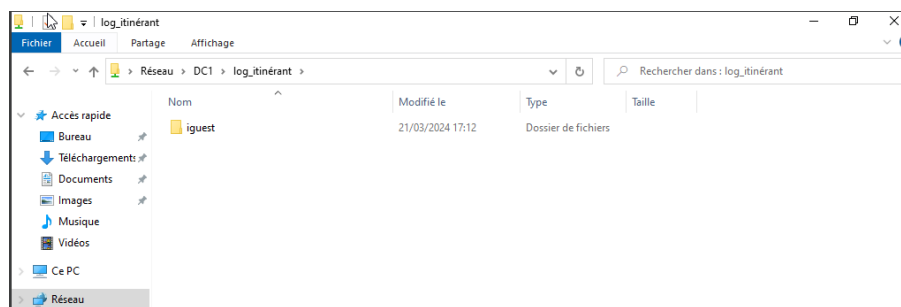 log_itinérant
Fichier Accueil Partage Affichage
Réseau > DC1 > log_itinérant >
Rechercher dans : log_itinérant
Nom Modifié le Type Taille
Accès rapide
iguest 21/03/2024 17:12 Dossier de fichiers
Bureau
Téléchargements
Documents
Images
Musique
Vidéos
Ce PC
Réseau